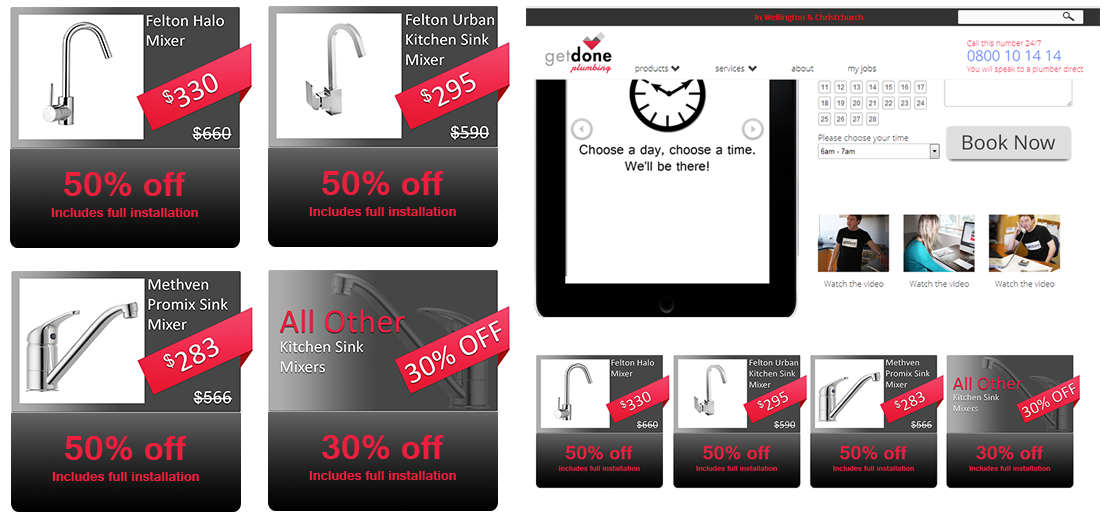 Felton Halo
Mixer
$330
$660
50% off
Includes full installation
Felton Urban
Kitchen Sink
Mixer
$295
$590
50% off
Includes full installation
Methven
Promix Sink
Mixer
$283
$566
50% off
Includes full installation
All Other
Kitchen Sink
Mixers
30% OFF
30% off
Includes full installation
In Wellington & Christchurch
getdone
plumbing
products
services
about
my jobs
Call this number 24/7
0800 10 14 14
You will speak to a plumber direct
Choose a day, choose a time.
We'll be there!
11 12 13 14 15 16 17
18 19 20 21 22 23 24
25 26 27 28
Please choose your time
6am - 7am
Book Now
Watch the video
Watch the video
Watch the video
Felton Halo
Mixer
$330
$660
50% off
Includes full installation
Felton Urban
Kitchen Sink
Mixer
$295
$590
50% off
Includes full installation
Methven
Promix Sink
Mixer
$283
$566
50% off
Includes full installation
All Other
Kitchen Sink
Mixers
30% OFF
30% off
Includes full installation